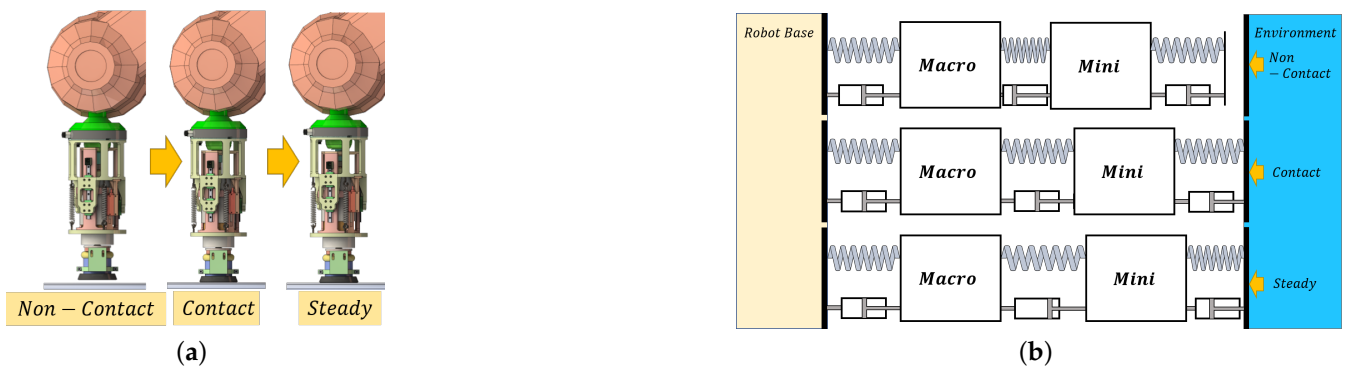 Non − Contact
Contact
Steady
(a)
Robot Base
Macro
Mini
Environment
Non
− Contact
Macro
Mini
Contact
Macro
Mini
Steady
(b)